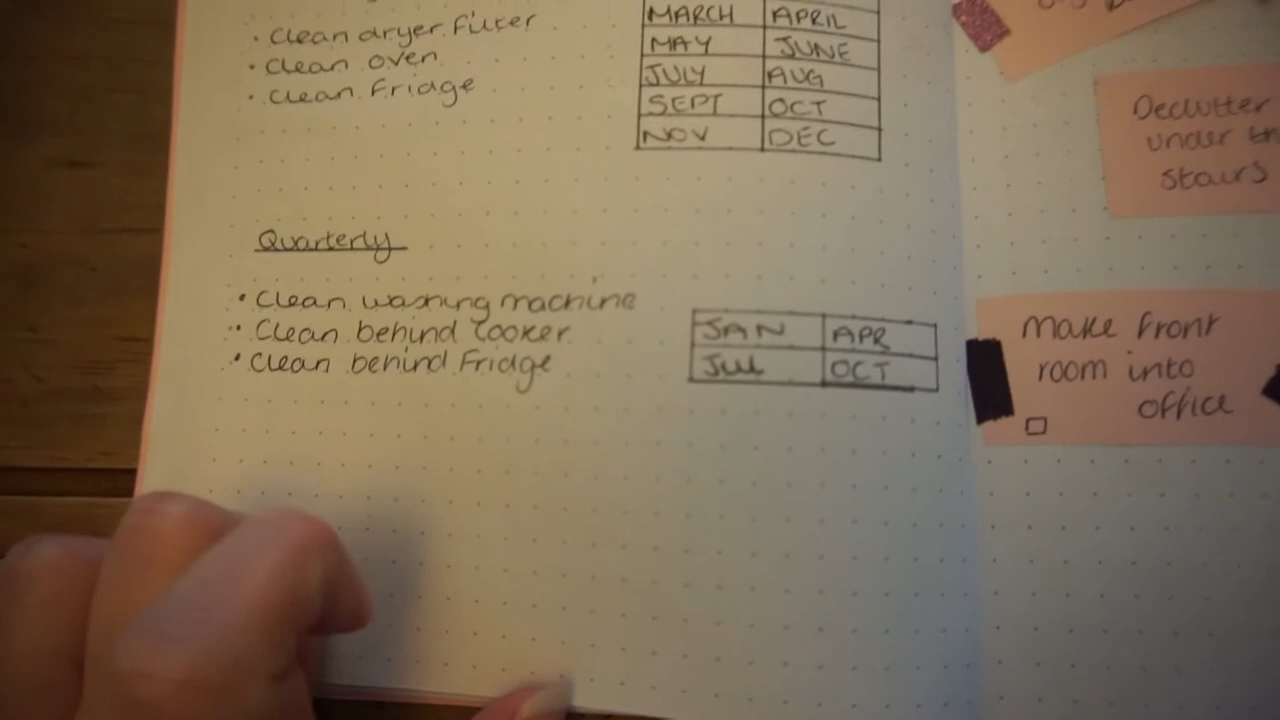 • Clean dryer filter
• Clean oven
• Clean Fridge
MARCH APRIL
MAY JUNE
JULY AUG
SEPT OCT
NOV DEC
Quarterly
• Clean washing machine
• Clean behind Cooker
• Clean behind Fridge
JAN APR
JUL OCT
Declutter
under
stairs
Make front
room into
office